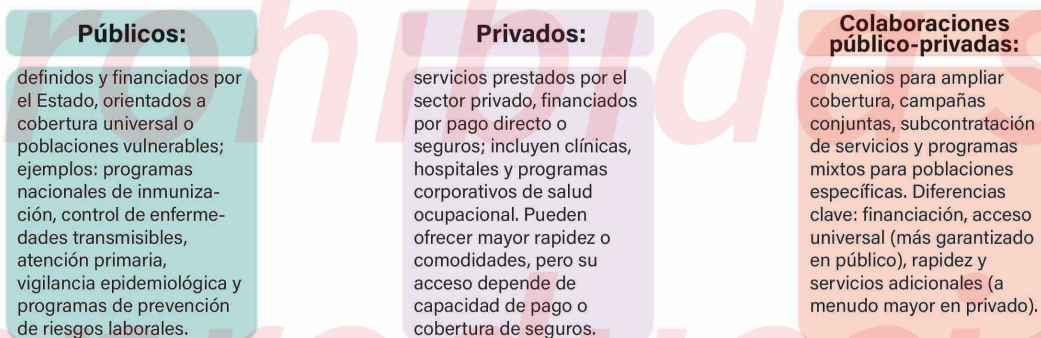 Públicos:
definidos y financiados por
el Estado, orientados a
cobertura universal o
poblaciones vulnerables;
ejemplos: programas
nacionales de inmuniza-
ción, control de enferme-
dades transmisibles,
atención primaria,
vigilancia epidemiológica y
programas de prevención
de riesgos laborales.
Privados:
servicios prestados por el
sector privado, financiados
por pago directo o
seguros; incluyen clínicas,
hospitales y programas
corporativos de salud
ocupacional. Pueden
ofrecer mayor rapidez o
comodidades, pero su
acceso depende de
capacidad de pago o
cobertura de seguros.
Colaboraciones
público-privadas:
convenios para ampliar
cobertura, campañas
conjuntas, subcontratación
de servicios y programas
mixtos para poblaciones
específicas. Diferencias
clave: financiación, acceso
universal (más garantizado
en público), rapidez y
servicios adicionales (a
menudo mayor en privado).